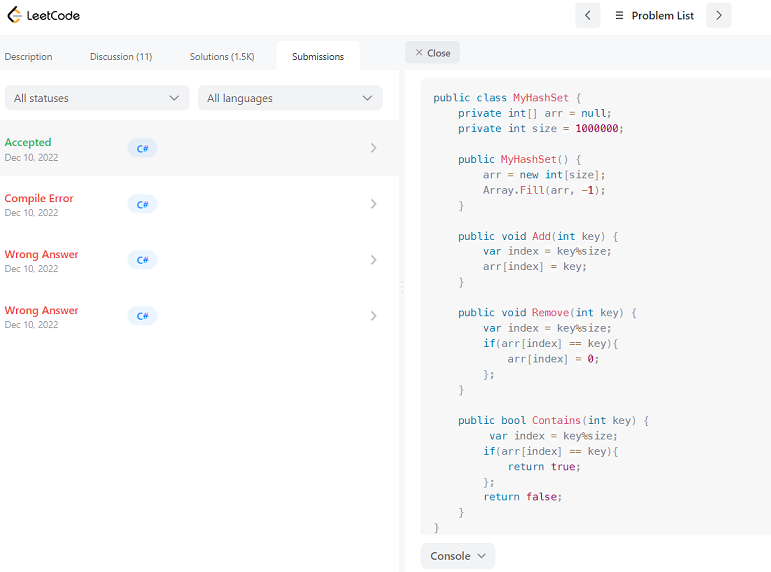 LeetCode
Problem List
Description Discussion (11) Solutions (1.5K) Submissions
All statuses All languages
Accepted
Dec 10, 2022
C#
Compile Error
Dec 10, 2022
C#
Wrong Answer
Dec 10, 2022
C#
Wrong Answer
Dec 10, 2022
C#
Close
public class MyHashSet {
    private int[] arr = null;
    private int size = 1000000;

    public MyHashSet() {
        arr = new int[size];
        Array.Fill(arr, -1);
    }

    public void Add(int key) {
        var index = key%size;
        arr[index] = key;
    }

    public void Remove(int key) {
        var index = key%size;
        if(arr[index] == key){
            arr[index] = 0;
        };
    }

    public bool Contains(int key) {
         var index = key%size;
        if(arr[index] == key){
            return true;
        };
        return false;
    }
}
Console